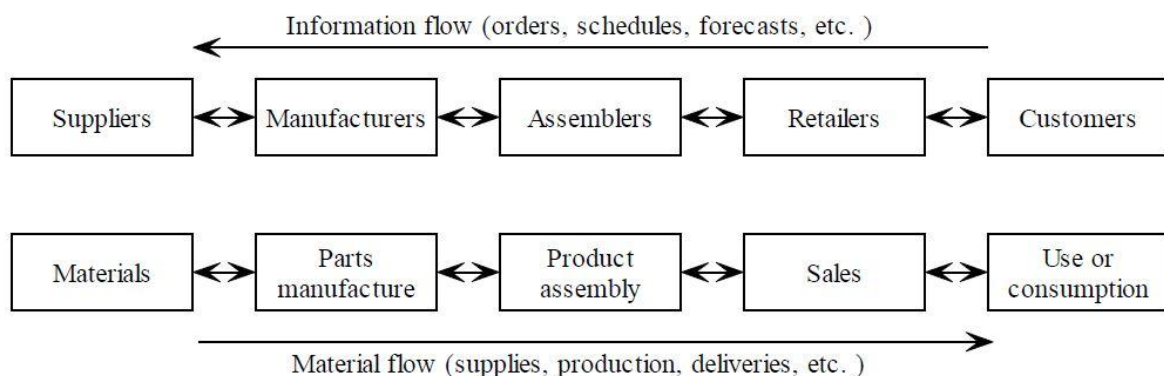 Information flow (orders, schedules, forecasts, etc. )
Suppliers
Manufacturers
Assemblers
Retailers
Customers
Materials
Parts
manufacture
Product
assembly
Sales
Use or
consumption
Material flow (supplies, production, deliveries, etc. )